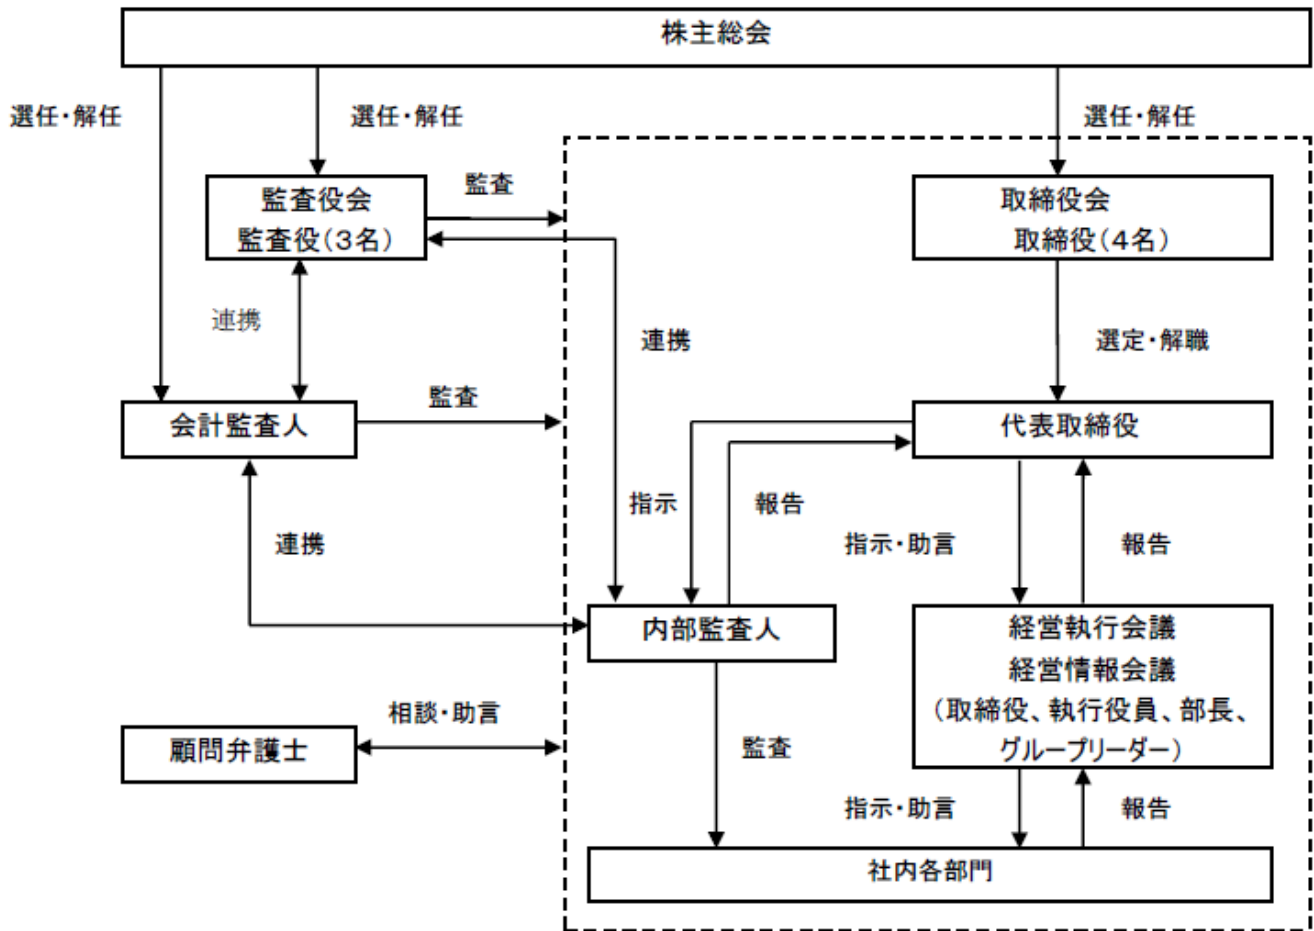 株主総会
選任・解任
選任・解任
選任・解任
監査役会
監査役(3名)
監査
取締役会
取締役(4名)
連携
連携
選定・解職
会計監査人
監査
代表取締役
指示
報告
連携
指示・助言
報告
内部監査人
経営執行会議
経営情報会議
(取締役、執行役員、部長、
グループリーダー)
相談・助言
顧問弁護士
監査
指示・助言
報告
社内各部門